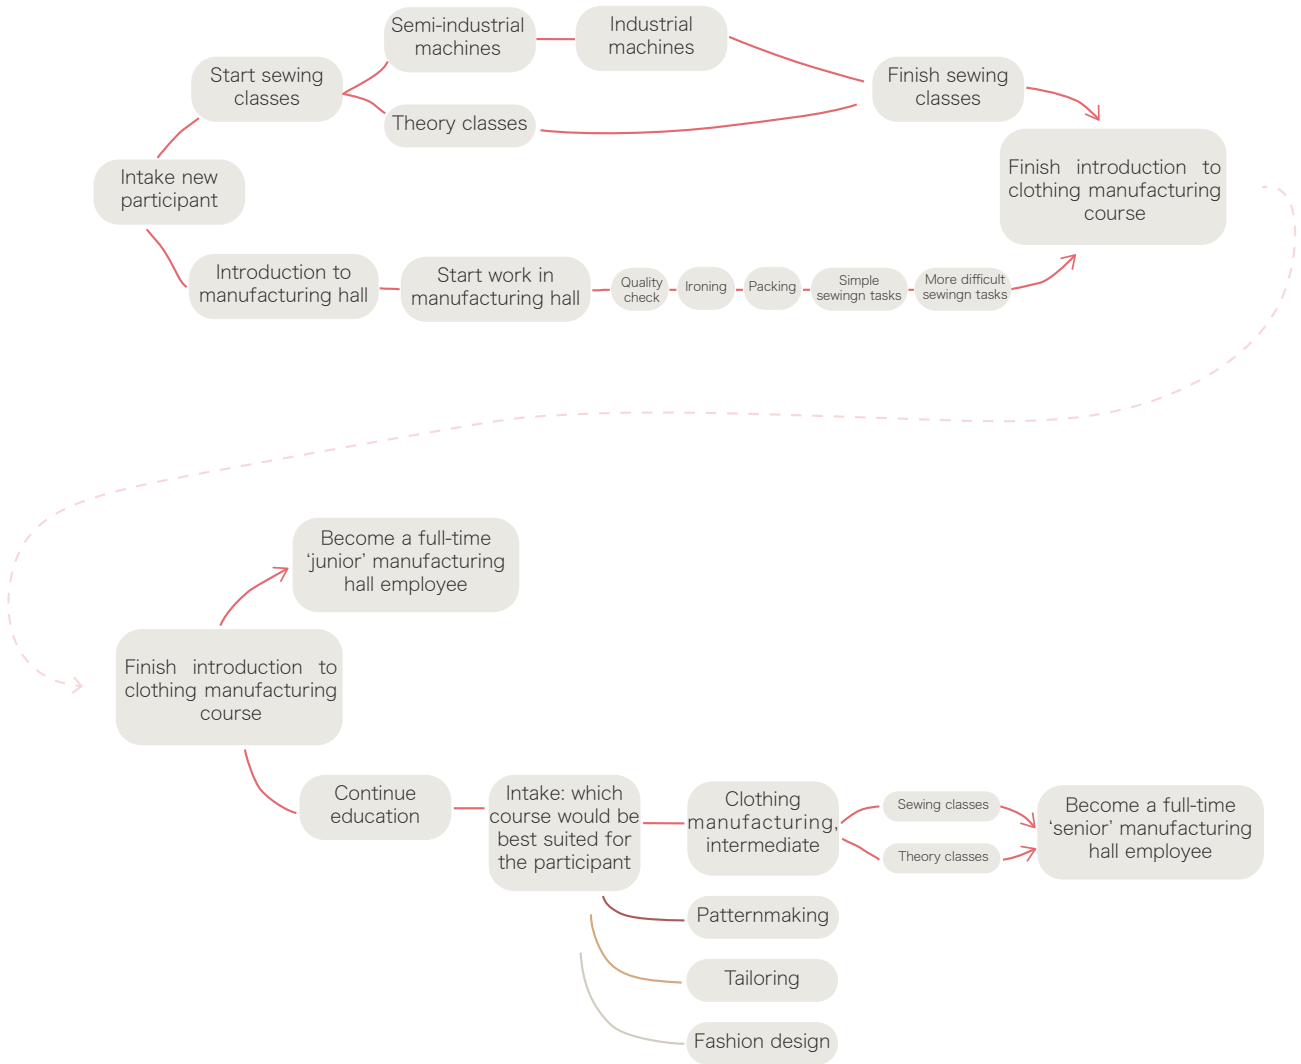 Semi-industrial
machines
Industrial
machines
Start sewing
classes
Theory classes
Finish sewing
classes
Intake new
participant
Finish introduction to
clothing manufacturing
course
Introduction to
manufacturing hall
Start work in
manufacturing hall
Quality
check
Ironing
Packing
Simple
sewingn tasks
More difficult
sewingn tasks
Become a full-time
‘junior’ manufacturing
hall employee
Finish introduction to
clothing manufacturing
course
Continue
education
Intake: which
course would be
best suited for
the participant
Clothing
manufacturing,
intermediate
Sewing classes
Theory classes
Become a full-time
‘senior’ manufacturing
hall employee
Patternmaking
Tailoring
Fashion design